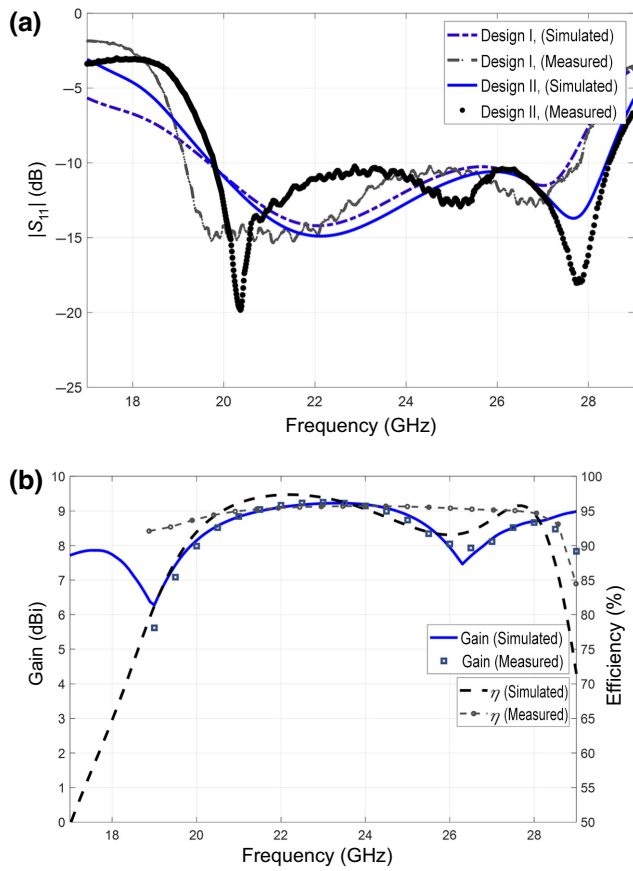 (a)
0
−5
−10
−15
−20
−25
|S₁₁| (dB)
Design I, (Simulated)
Design I, (Measured)
Design II, (Simulated)
Design II, (Measured)
18 20 22 24 26 28
Frequency (GHz)
(b)
10
9
8
7
6
5
4
3
2
1
0
Gain (dBi)
100
95
90
85
80
75
70
65
60
55
50
Efficiency (%)
Gain (Simulated)
Gain (Measured)
η (Simulated)
η (Measured)
18 20 22 24 26 28
Frequency (GHz)